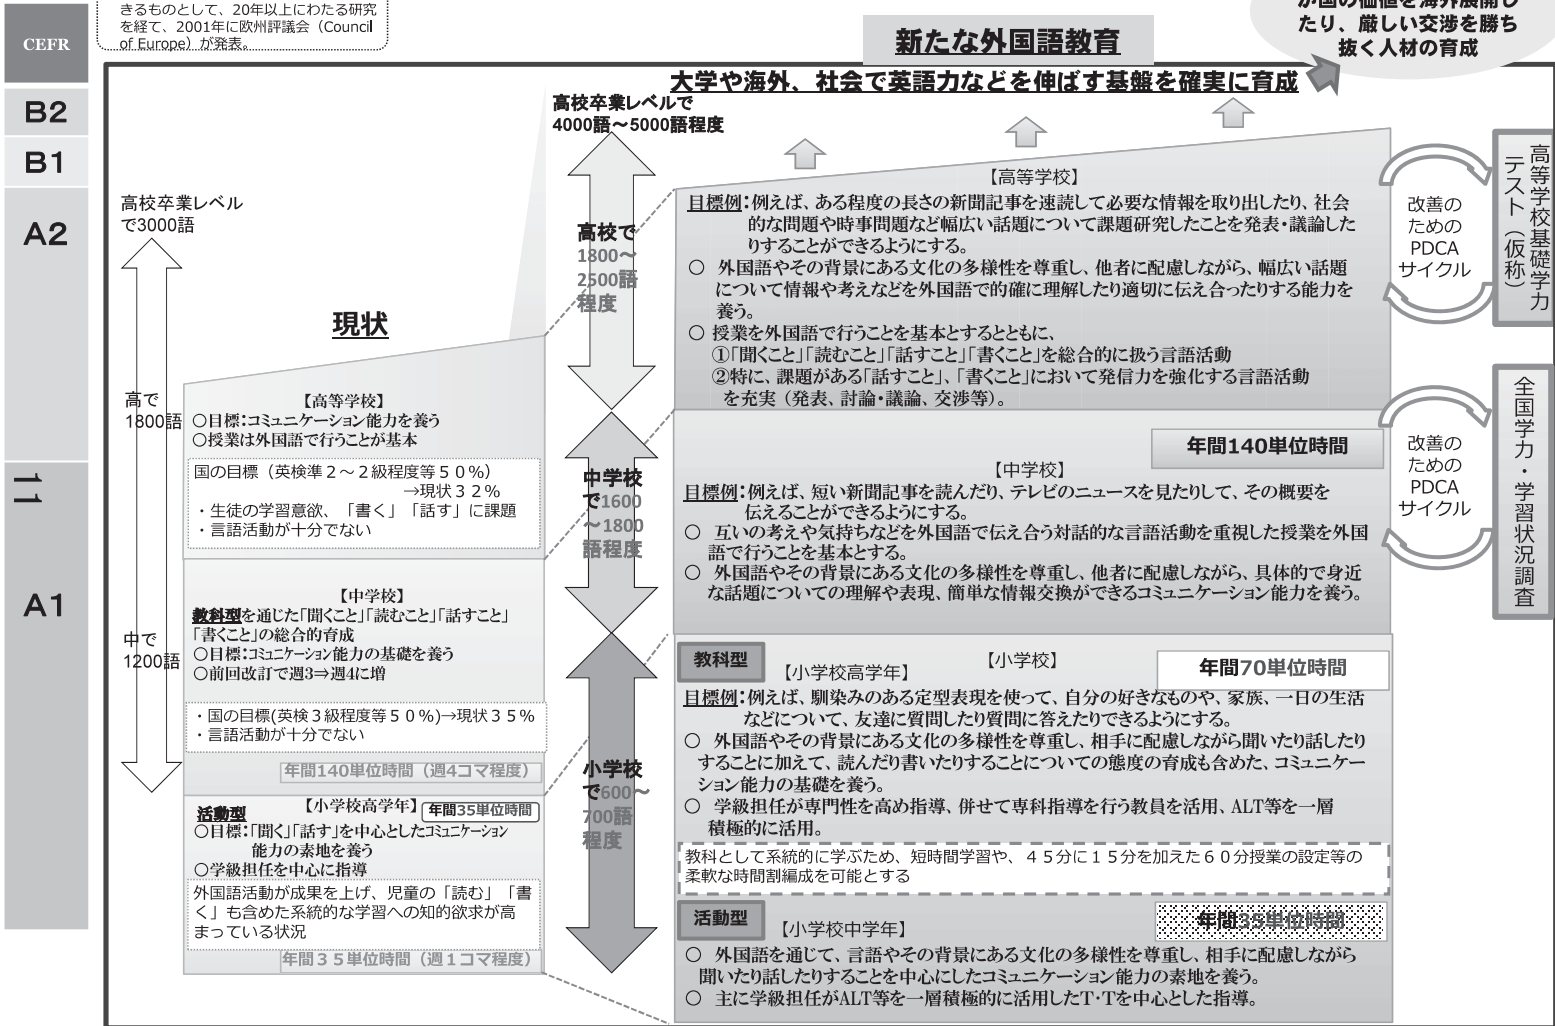 きるものとして、20年以上にわたる研究
を経て、2001年に欧州評議会（Council
of Europe）が発表。
CEFR
B2
B1
A2
11
A1
か国の価値を海外展開し
たり、厳しい交渉を勝ち
抜く人材の育成
新たな外国語教育
大学や海外、社会で英語力などを伸ばす基盤を確実に育成
高校卒業レベル
で3000語
高で
1800語
中で
1200語
現状
【高等学校】
○目標：コミュニケーション能力を養う
○授業は外国語で行うことが基本
国の目標（英検準２～２級程度等５０％）
→現状３２％
・生徒の学習意欲、「書く」「話す」に課題
・言語活動が十分でない
【中学校】
教科型を通じた「聞くこと」「読むこと」「話すこと」
「書くこと」の総合的育成
○目標：コミュニケーション能力の基礎を養う
○前回改訂で週3⇒週4に増
・国の目標(英検３級程度等５０％)→現状３５％
・言語活動が十分でない
年間140単位時間（週4コマ程度）
【小学校高学年】
年間35単位時間
活動型
○目標：「聞く」「話す」を中心としたコミュニケーション
能力の素地を養う
○学級担任を中心に指導
外国語活動が成果を上げ、児童の「読む」「書
く」も含めた系統的な学習への知的欲求が高
まっている状況
年間３５単位時間（週１コマ程度）
高校卒業レベルで
4000語～5000語程度
高校で
1800～
2500語
程度
中学校
で1600
～1800
語程度
小学校
で600～
700語
程度
【高等学校】
目標例：例えば、ある程度の長さの新聞記事を速読して必要な情報を取り出したり、社会
的な問題や時事問題など幅広い話題について課題研究したことを発表・議論した
りすることができるようにする。
○ 外国語やその背景にある文化の多様性を尊重し、他者に配慮しながら、幅広い話題
について情報や考えなどを外国語で的確に理解したり適切に伝え合ったりする能力を
養う。
○ 授業を外国語で行うことを基本とするとともに、
①「聞くこと」「読むこと」「話すこと」「書くこと」を総合的に扱う言語活動
②特に、課題がある「話すこと」、「書くこと」において発信力を強化する言語活動
を充実（発表、討論・議論、交渉等）。
年間140単位時間
【中学校】
目標例：例えば、短い新聞記事を読んだり、テレビのニュースを見たりして、その概要を
伝えることができるようにする。
○ 互いの考えや気持ちなどを外国語で伝え合う対話的な言語活動を重視した授業を外国
語で行うことを基本とする。
○ 外国語やその背景にある文化の多様性を尊重し、他者に配慮しながら、具体的で身近
な話題についての理解や表現、簡単な情報交換ができるコミュニケーション能力を養う。
教科型
【小学校高学年】
【小学校】
年間70単位時間
目標例：例えば、馴染みのある定型表現を使って、自分の好きなものや、家族、一日の生活
などについて、友達に質問したり質問に答えたりできるようにする。
○ 外国語やその背景にある文化の多様性を尊重し、相手に配慮しながら聞いたり話したり
することに加えて、読んだり書いたりすることについての態度の育成も含めた、コミュニケー
ション能力の基礎を養う。
○ 学級担任が専門性を高め指導、併せて専科指導を行う教員を活用、ALT等を一層
積極的に活用。
教科として系統的に学ぶため、短時間学習や、４５分に１５分を加えた６０分授業の設定等の
柔軟な時間割編成を可能とする
活動型
【小学校中学年】
年間35単位時間
○ 外国語を通じて、言語やその背景にある文化の多様性を尊重し、相手に配慮しながら
聞いたり話したりすることを中心にしたコミュニケーション能力の素地を養う。
○ 主に学級担任がALT等を一層積極的に活用したT・Tを中心とした指導。
改善の
ための
PDCA
サイクル
高等学校基礎学力
テスト（仮称）
改善の
ための
PDCA
サイクル
全国学力・学習状況調査